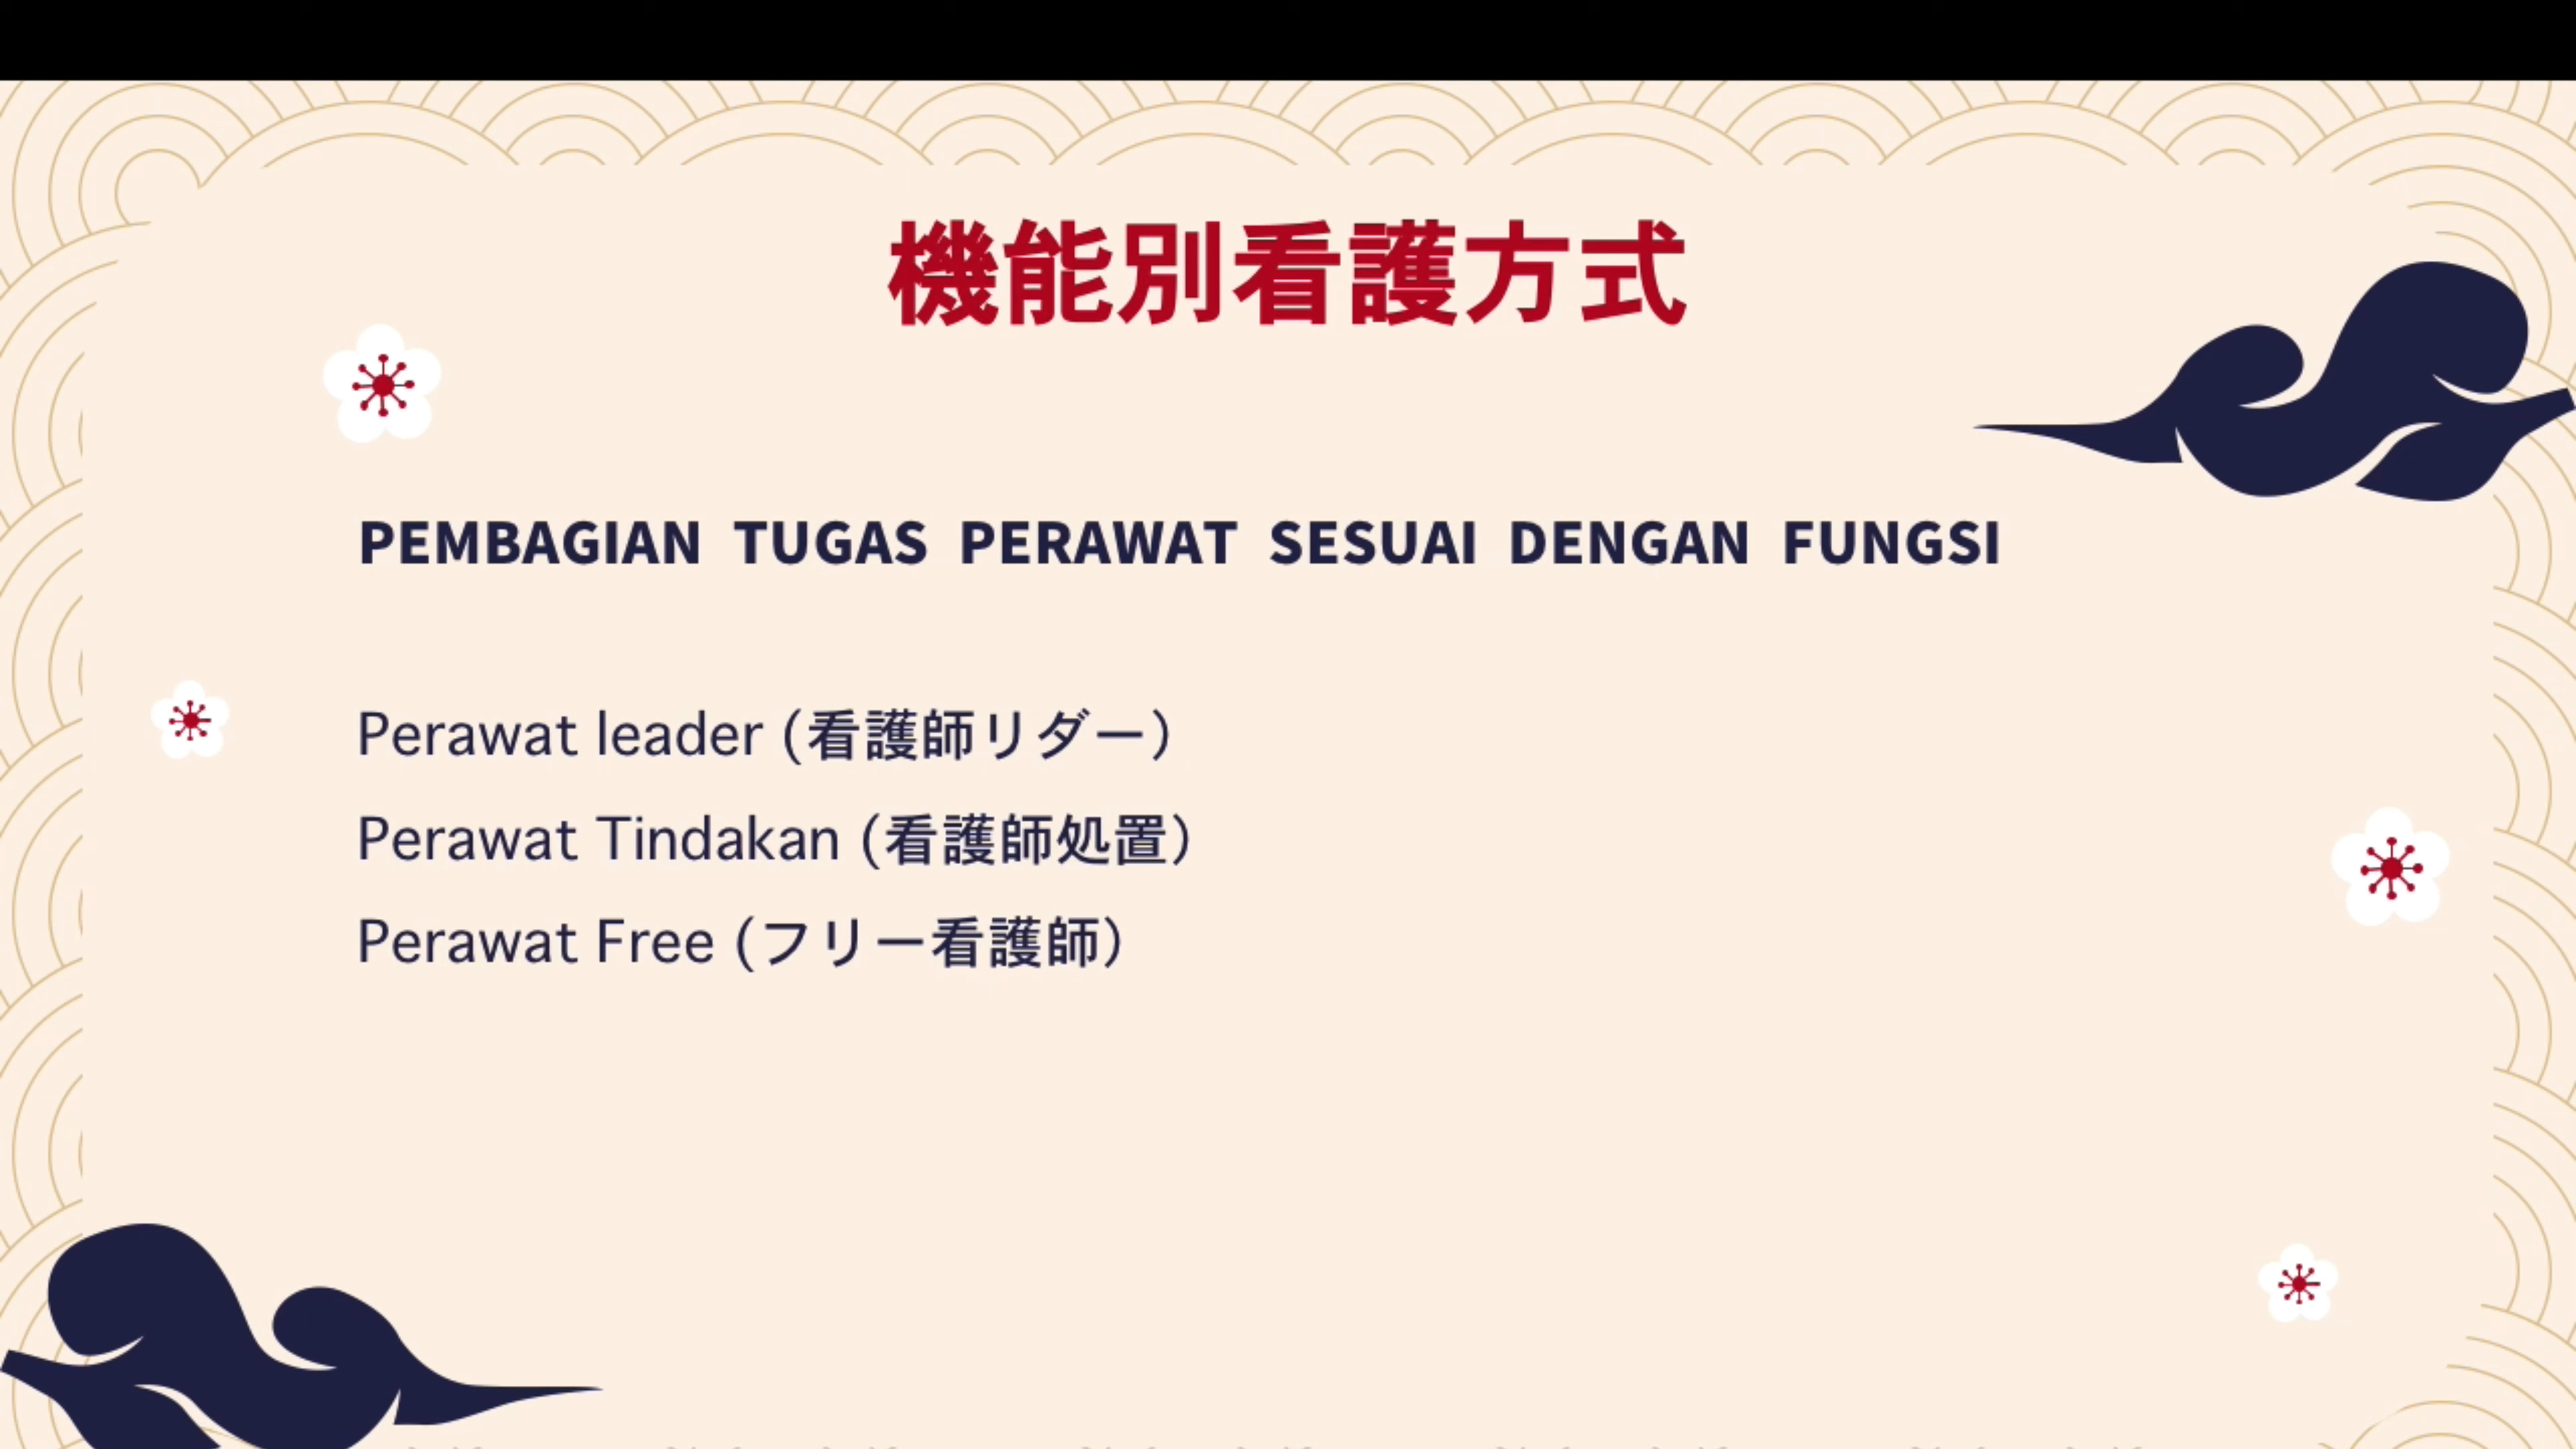 機能別看護方式
PEMBAGIAN TUGAS PERAWAT SESUAI DENGAN FUNGSI
Perawat leader (看護師リダー）
Perawat Tindakan (看護師処置）
Perawat Free (フリー看護師）